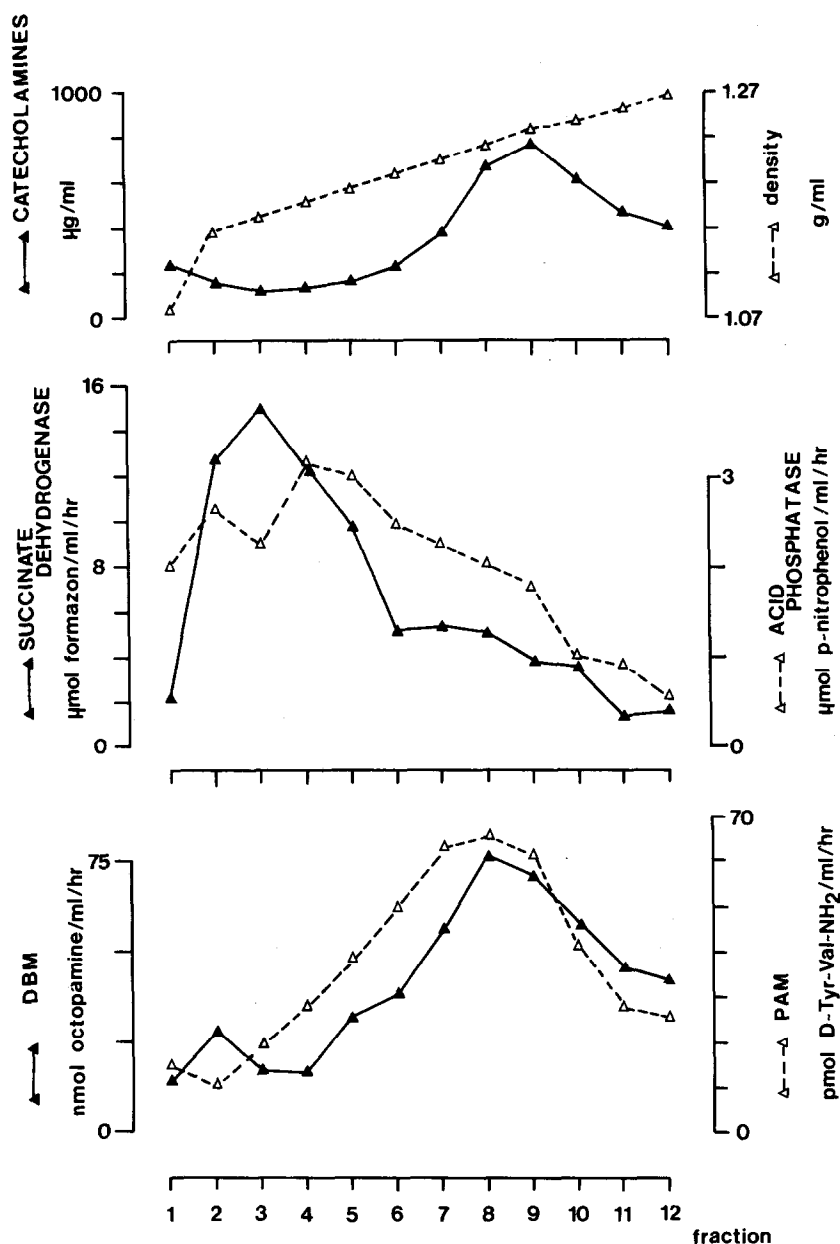 CATECHOLAMINES
µg/ml
1000
0
1.27
1.07
density
g/ml
SUCCINATE
DEHYDROGENASE
µmol formazon/ml/hr
16
8
0
3
0
ACID
PHOSPHATASE
µmol p-nitrophenol/ml/hr
DBM
nmol octopamine/ml/hr
75
0
70
0
PAM
pmol D-Tyr-Val-NH₂/ml/hr
1 2 3 4 5 6 7 8 9 10 11 12
fraction